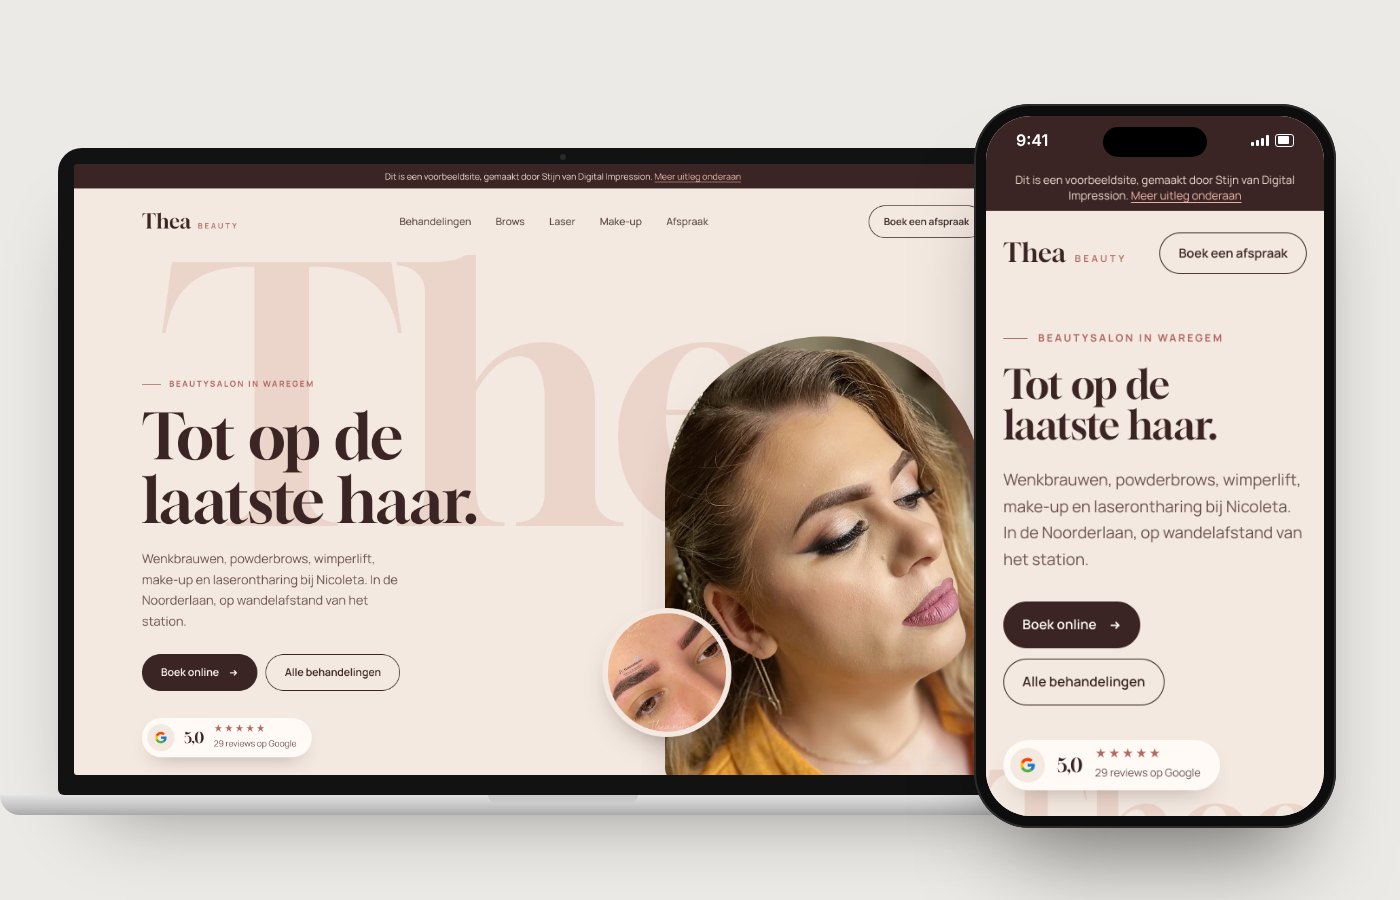 Dit is een voorbeeldsite, gemaakt door Stijn van Digital Impression. Meer uitleg onderaan
Thea BEAUTY
Behandelingen Brows Laser Make-up Afspraak
Boek een afspraak
Thea
BEAUTYSALON IN WAREGEM
Tot op de
laatste haar.
Wenkbrauwen, powderbrows, wimperlift,
make-up en laserontharing bij Nicoleta. In de
Noorderlaan, op wandelafstand van het
station.
Boek online → Alle behandelingen
G 5,0 ★★★★★
29 reviews op Google
9:41
Dit is een voorbeeldsite, gemaakt door Stijn van Digital
Impression. Meer uitleg onderaan
Thea BEAUTY
Boek een afspraak
BEAUTYSALON IN WAREGEM
Tot op de
laatste haar.
Wenkbrauwen, powderbrows, wimperlift,
make-up en laserontharing bij Nicoleta.
In de Noorderlaan, op wandelafstand van
het station.
Boek online →
Alle behandelingen
G 5,0 ★★★★★
29 reviews op Google
Thea